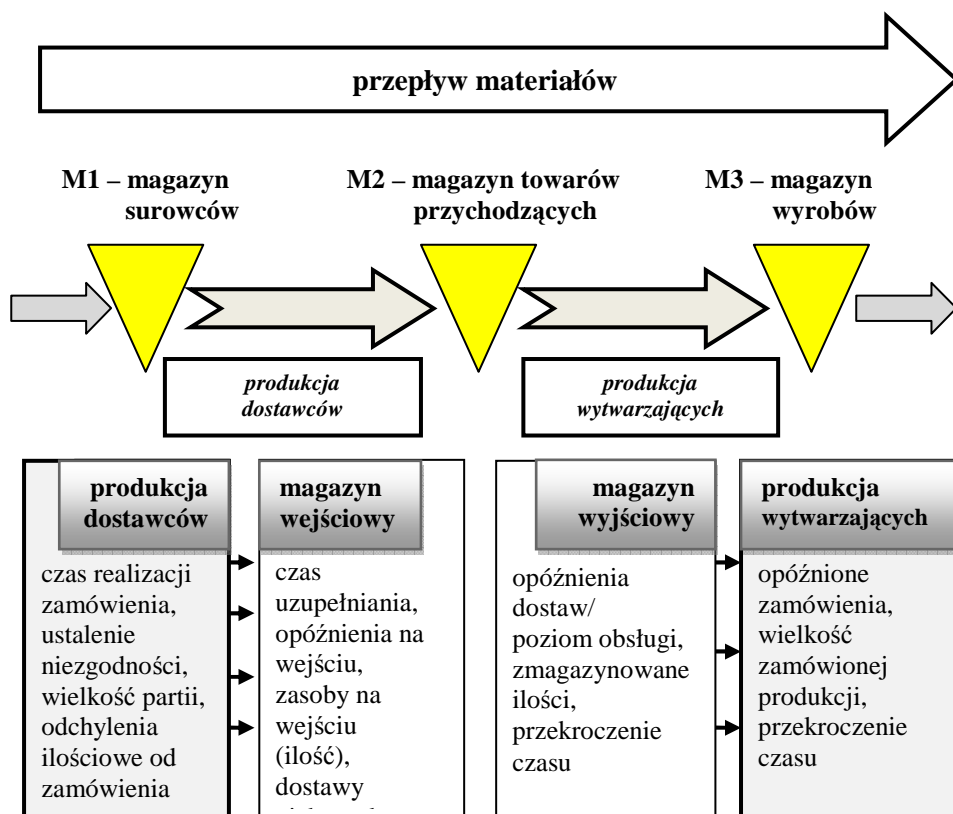 przepływ materiałów
M1 – magazyn
surowców
M2 – magazyn towarów
przychodzących
M3 – magazyn
wyrobów
produkcja
dostawców
produkcja
wytwarzających
produkcja
dostawców
czas realizacji
zamówienia,
ustalenie
niezgodności,
wielkość partii,
odchylenia
ilościowe od
zamówienia
magazyn
wejściowy
czas
uzupełniania,
opóźnienia na
wejściu,
zasoby na
wejściu
(ilość),
dostawy
magazyn
wyjściowy
opóźnienia
dostaw/
poziom obsługi,
zmagazynowane
ilości,
przekroczenie
czasu
produkcja
wytwarzających
opóźnione
zamówienia,
wielkość
zamówionej
produkcji,
przekroczenie
czasu